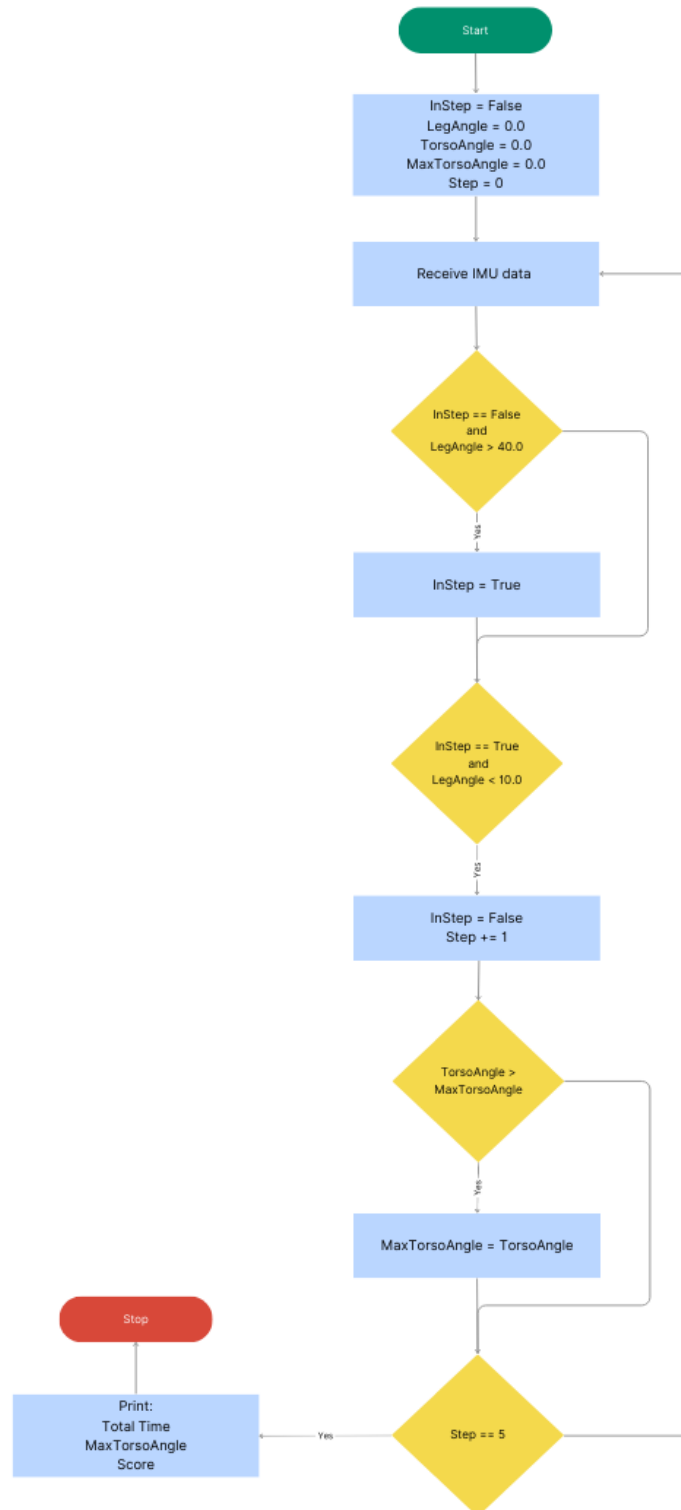 Start
InStep = False
LegAngle = 0.0
TorsoAngle = 0.0
MaxTorsoAngle = 0.0
Step = 0
Receive IMU data
InStep == False
and
LegAngle > 40.0
Yes
InStep = True
InStep == True
and
LegAngle < 10.0
Yes
InStep = False
Step += 1
TorsoAngle >
MaxTorsoAngle
Yes
MaxTorsoAngle = TorsoAngle
Step == 5
Yes
Print:
Total Time
MaxTorsoAngle
Score
Stop